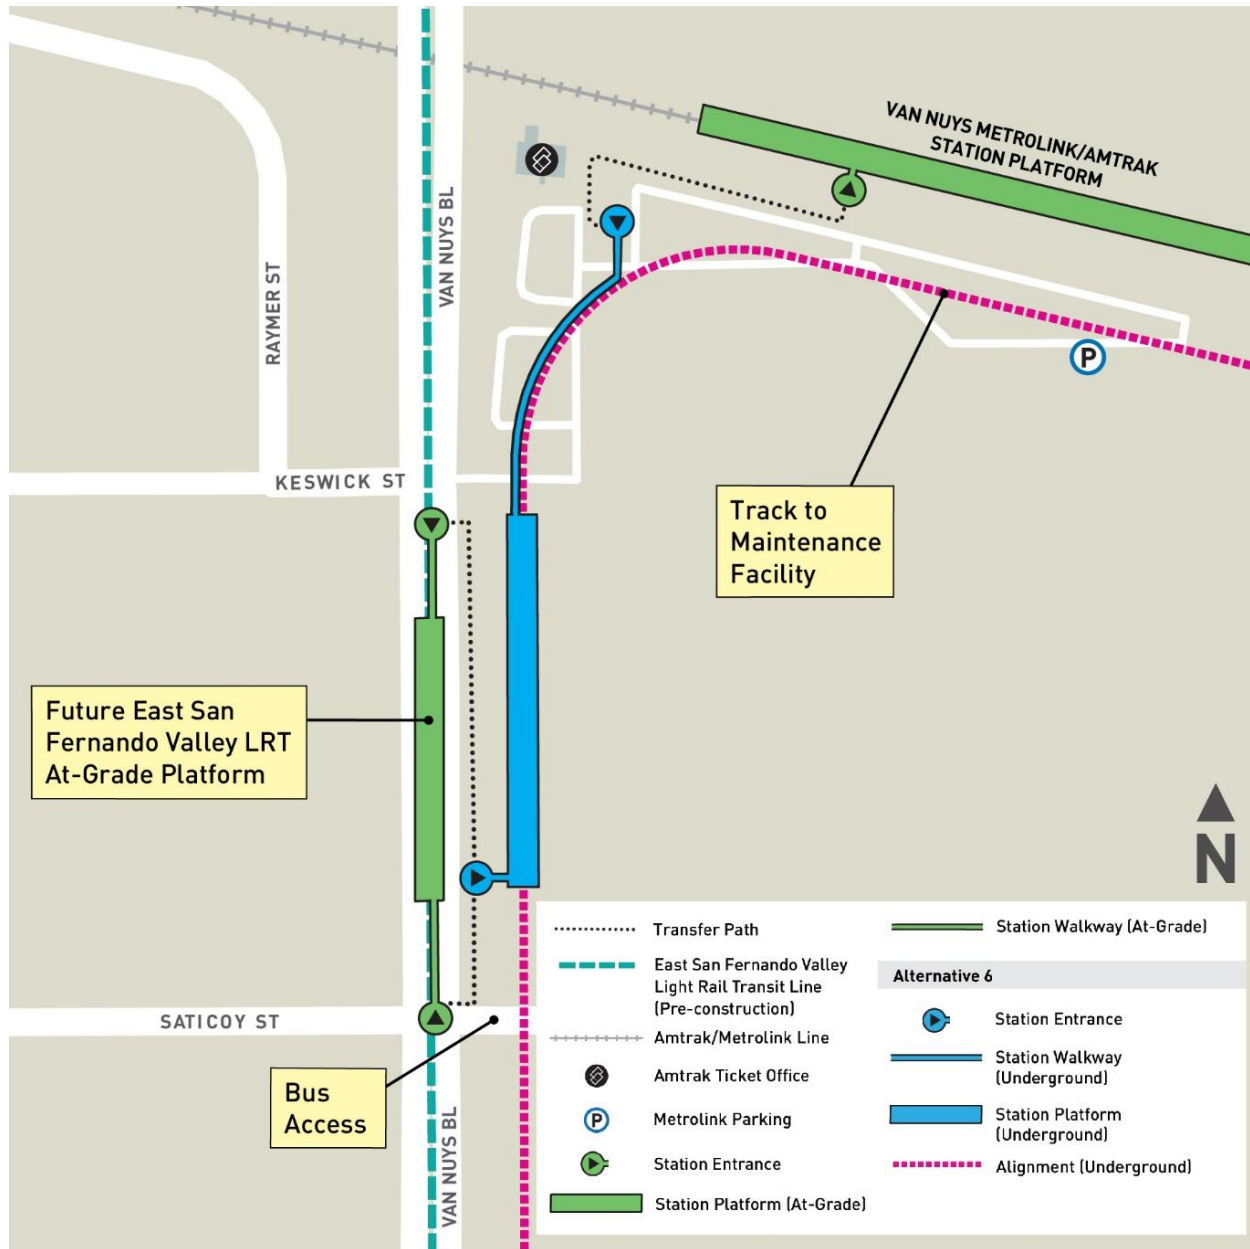 VAN NUYS METROLINK/AMTRAK
STATION PLATFORM
VAN NUYS BL
RAYMER ST
P
KESWICK ST
Track to
Maintenance
Facility
Future East San
Fernando Valley LRT
At-Grade Platform
N
SATICOY ST
Bus
Access
VAN NUYS BL
Transfer Path
East San Fernando Valley
Light Rail Transit Line
(Pre-construction)
Amtrak/Metrolink Line
Amtrak Ticket Office
P
Metrolink Parking
Station Entrance
Station Platform (At-Grade)
Station Walkway (At-Grade)
Alternative 6
Station Entrance
Station Walkway
(Underground)
Station Platform
(Underground)
Alignment (Underground)